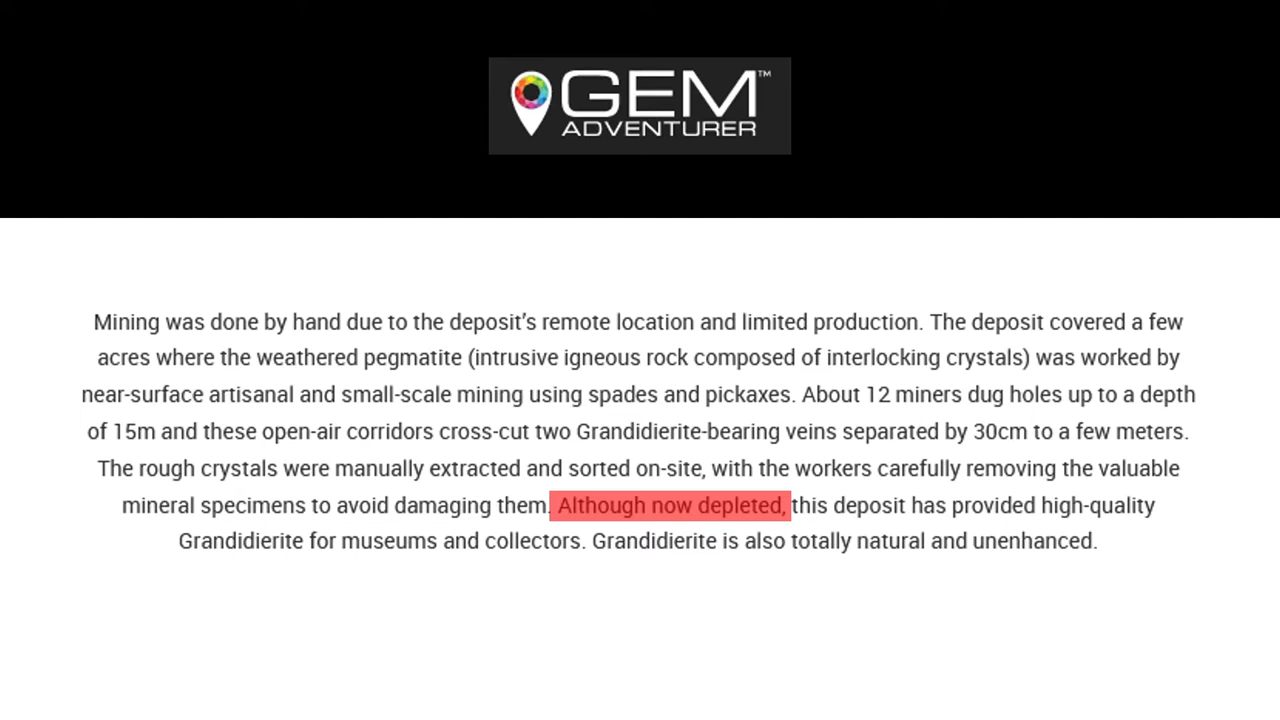 GEM™
ADVENTURER
Mining was done by hand due to the deposit’s remote location and limited production. The deposit covered a few
acres where the weathered pegmatite (intrusive igneous rock composed of interlocking crystals) was worked by
near-surface artisanal and small-scale mining using spades and pickaxes. About 12 miners dug holes up to a depth
of 15m and these open-air corridors cross-cut two Grandidierite-bearing veins separated by 30cm to a few meters.
The rough crystals were manually extracted and sorted on-site, with the workers carefully removing the valuable
mineral specimens to avoid damaging them. Although now depleted, this deposit has provided high-quality
Grandidierite for museums and collectors. Grandidierite is also totally natural and unenhanced.